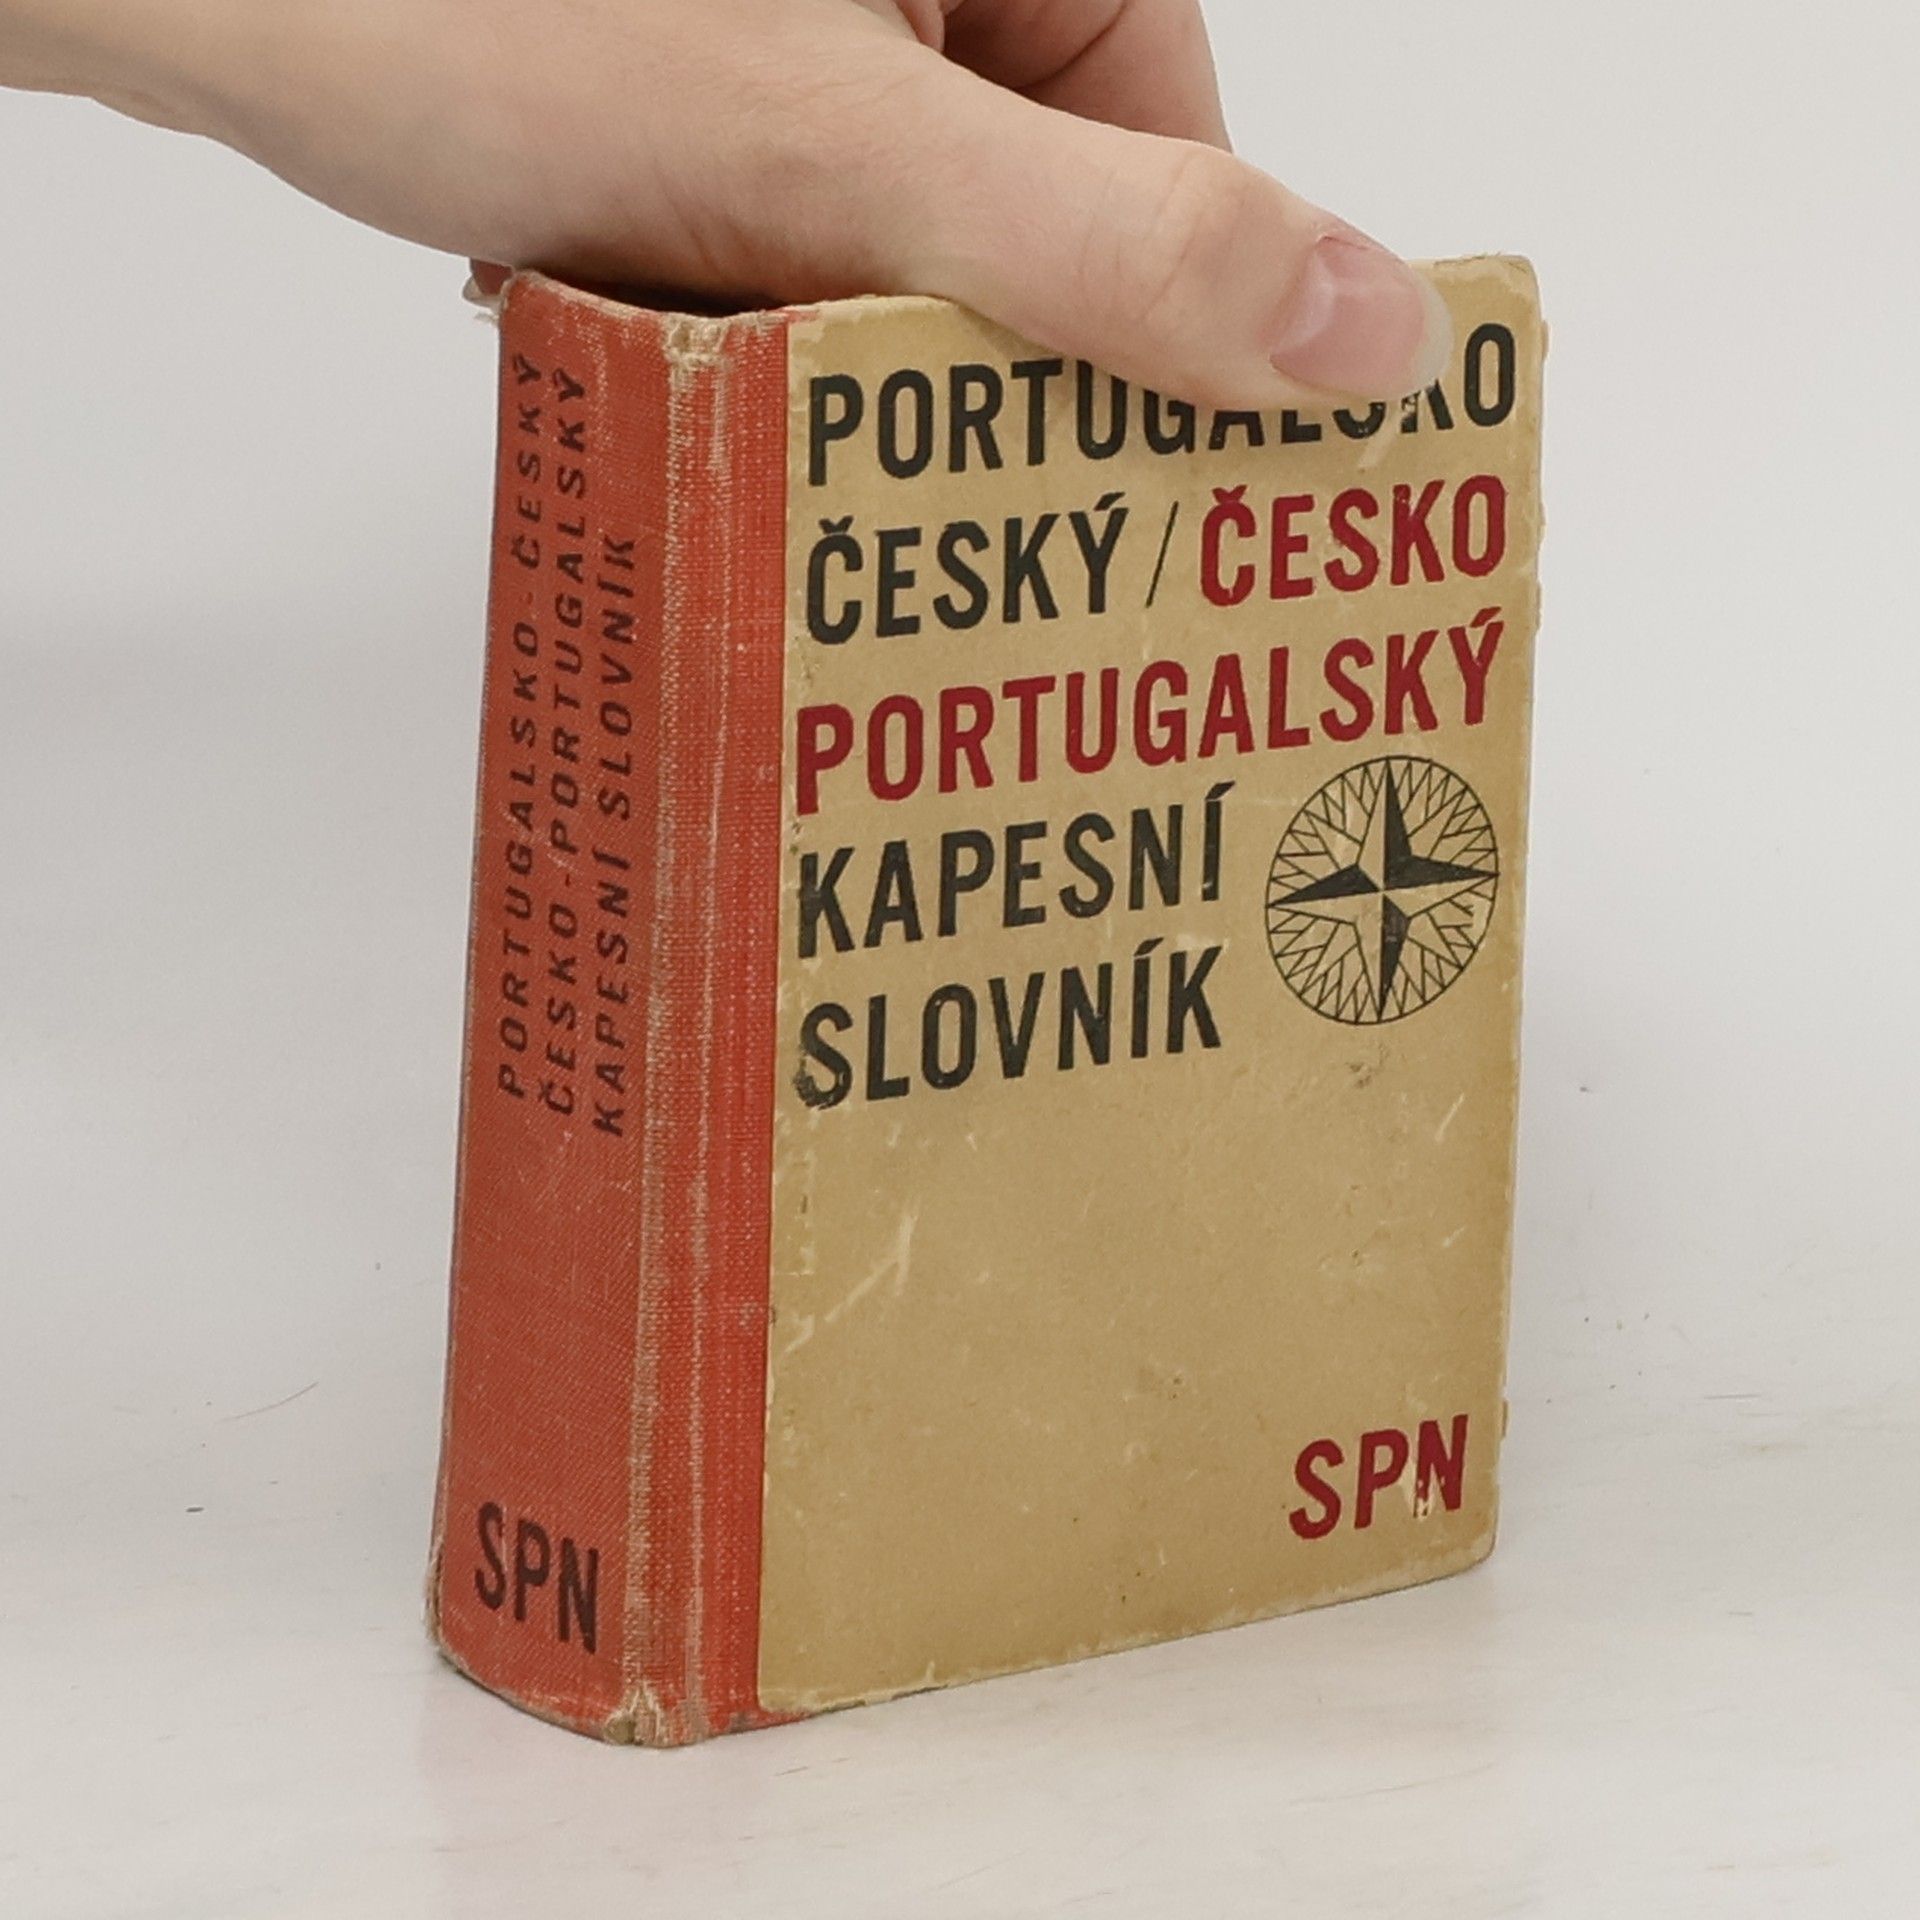 PORTUGALSKO-ČESKÝ
ČESKO-PORTUGALSKÝ
KAPESNÍ SLOVNÍK
SPN
PORTUGALSKO
ČESKÝ / ČESKO
PORTUGALSKÝ
KAPESNÍ
SLOVNÍK
SPN